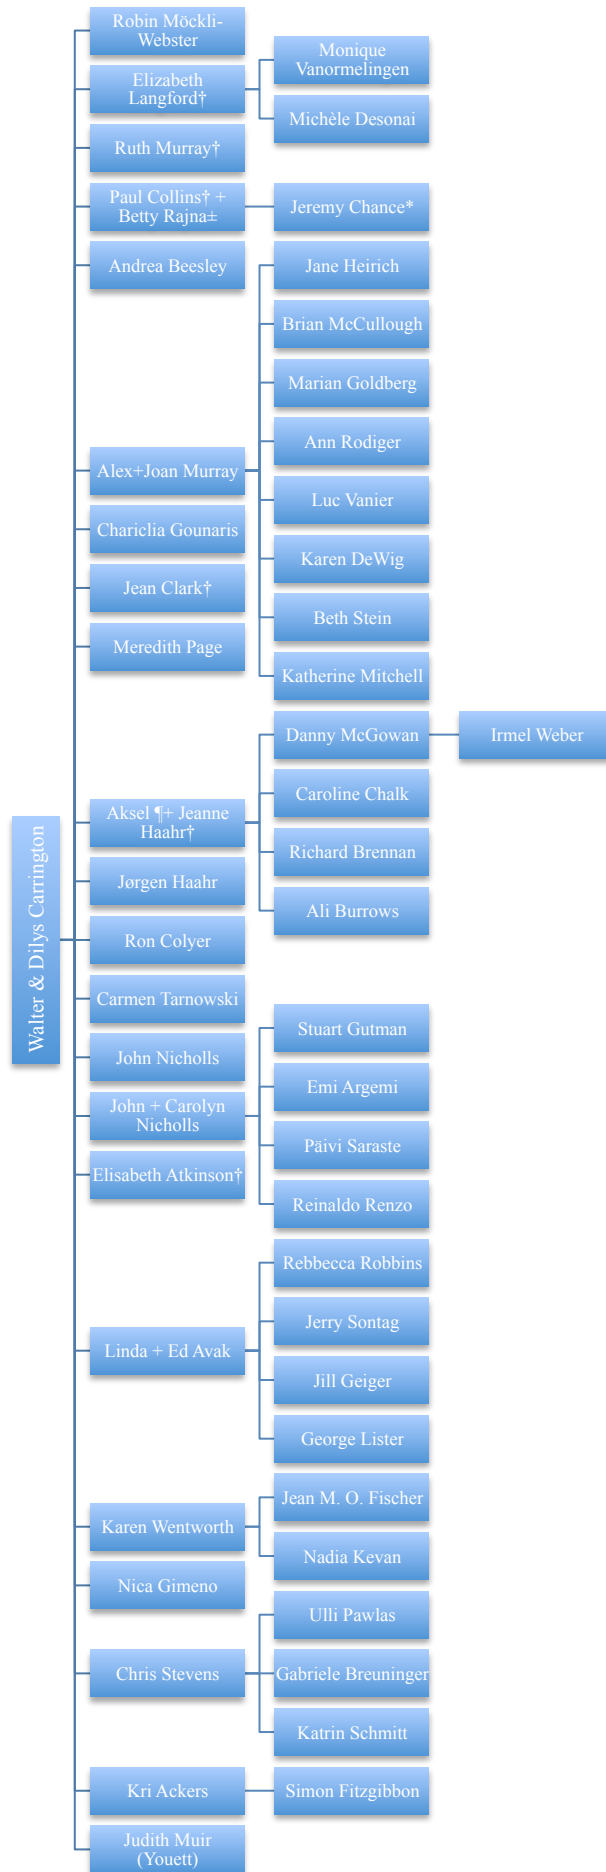 Robin Möckli-
Webster
Elizabeth
Langford†
Monique
Vanormelingen
Michèle Desonai
Ruth Murray†
Paul Collins† +
Betty Rajna±
Jeremy Chance*
Andrea Beesley
Jane Heirich
Brian McCullough
Marian Goldberg
Ann Rodiger
Alex+Joan Murray
Luc Vanier
Chariclia Gounaris
Karen DeWig
Jean Clark†
Beth Stein
Meredith Page
Katherine Mitchell
Danny McGowan
Irmel Weber
Caroline Chalk
Aksel ¶+ Jeanne
Haahr†
Richard Brennan
Jørgen Haahr
Ali Burrows
Walter & Dilys Carrington
Ron Colyer
Carmen Tarnowski
Stuart Gutman
John Nicholls
Emi Argemi
John + Carolyn
Nicholls
Päivi Saraste
Elisabeth Atkinson†
Reinaldo Renzo
Rebbecca Robbins
Jerry Sontag
Linda + Ed Avak
Jill Geiger
George Lister
Jean M. O. Fischer
Karen Wentworth
Nadia Kevan
Nica Gimeno
Ulli Pawlas
Chris Stevens
Gabriele Breuninger
Katrin Schmitt
Kri Ackers
Simon Fitzgibbon
Judith Muir
(Youett)